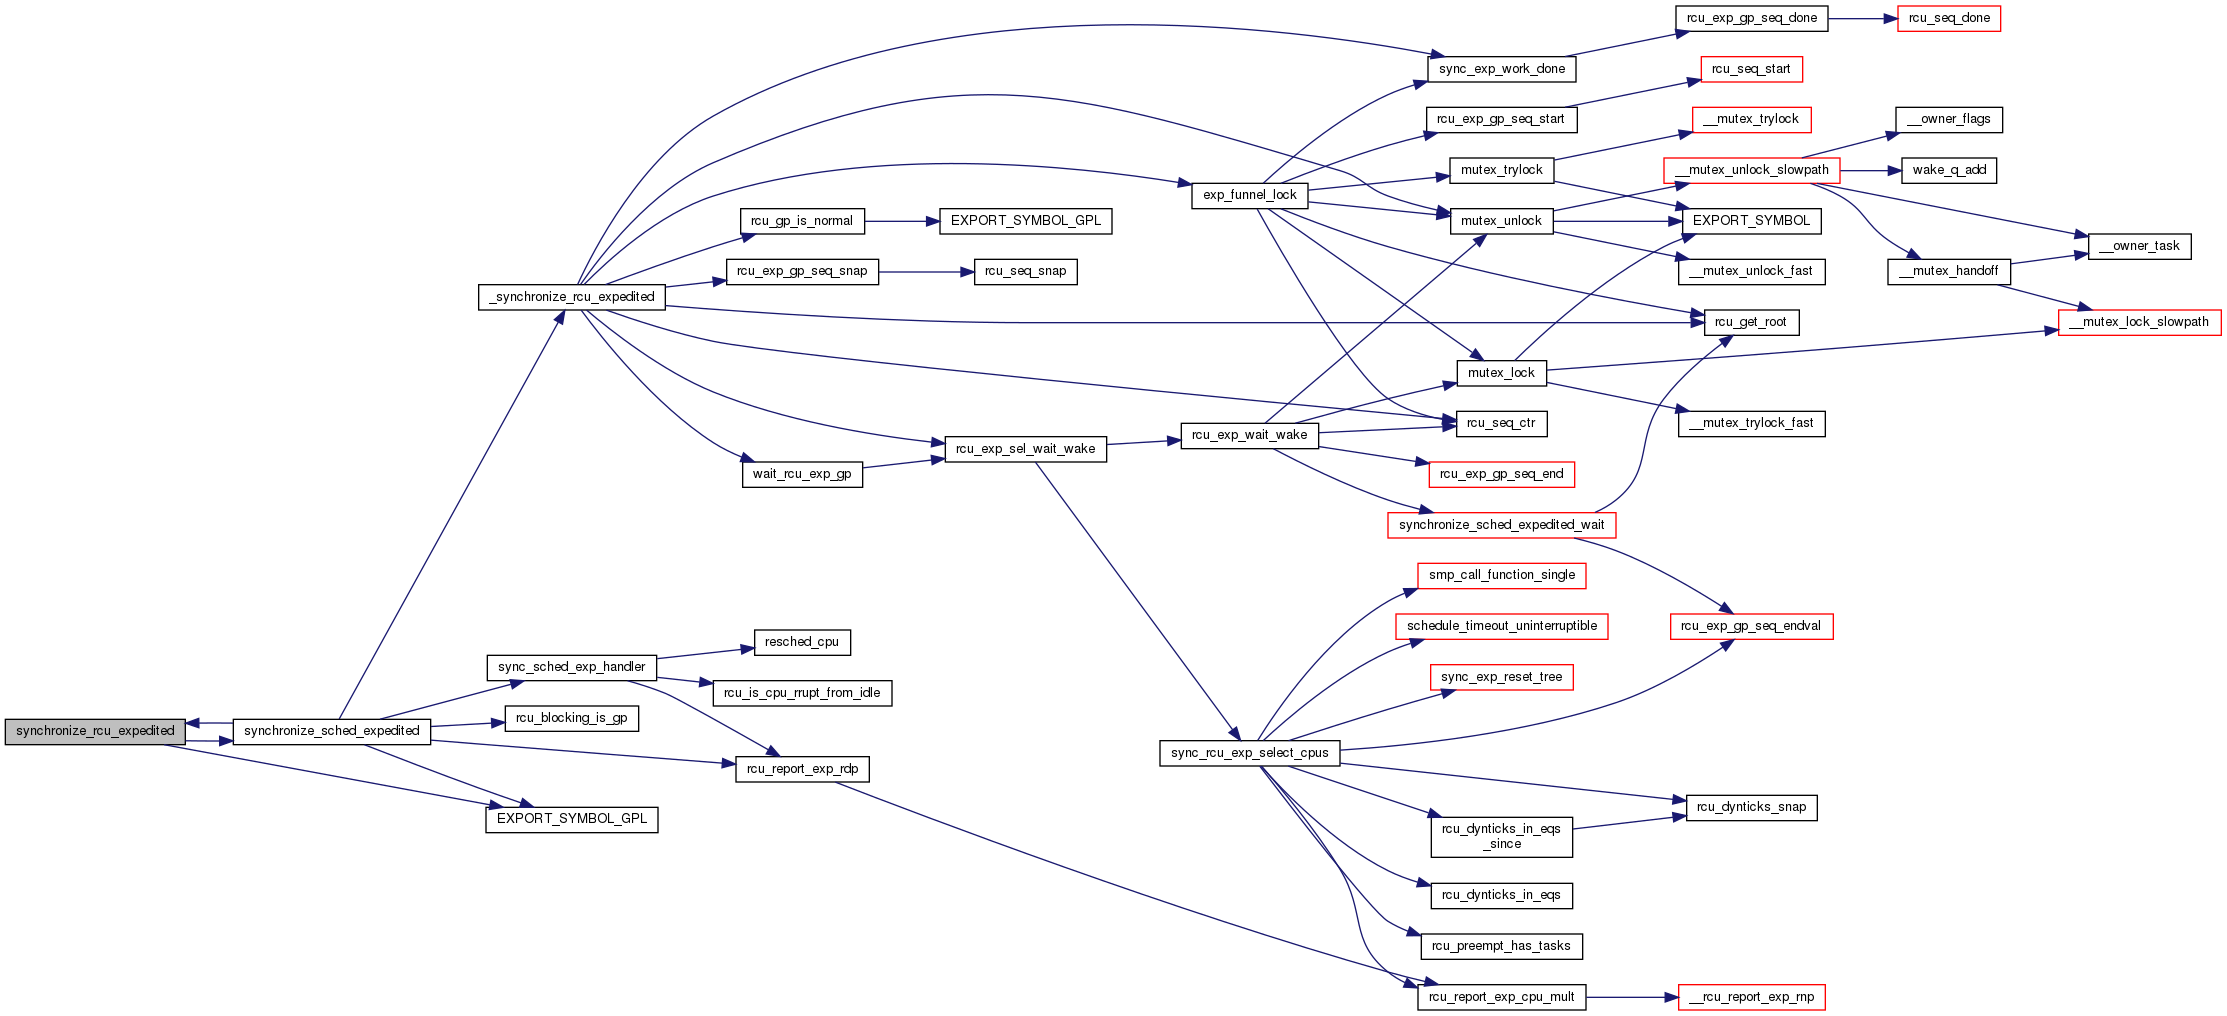 rcu_exp_gp_seq_done
rcu_seq_done
sync_exp_work_done
rcu_seq_start
rcu_exp_gp_seq_start
__mutex_trylock
__owner_flags
mutex_trylock
__mutex_unlock_slowpath
wake_q_add
exp_funnel_lock
rcu_gp_is_normal
EXPORT_SYMBOL_GPL
mutex_unlock
EXPORT_SYMBOL
__owner_task
rcu_exp_gp_seq_snap
rcu_seq_snap
__mutex_unlock_fast
__mutex_handoff
_synchronize_rcu_expedited
rcu_get_root
__mutex_lock_slowpath
mutex_lock
rcu_seq_ctr
__mutex_trylock_fast
rcu_exp_wait_wake
rcu_exp_sel_wait_wake
wait_rcu_exp_gp
rcu_exp_gp_seq_end
synchronize_sched_expedited_wait
smp_call_function_single
schedule_timeout_uninterruptible
rcu_exp_gp_seq_endval
resched_cpu
sync_sched_exp_handler
sync_exp_reset_tree
rcu_is_cpu_rrupt_from_idle
rcu_blocking_is_gp
synchronize_rcu_expedited
synchronize_sched_expedited
sync_rcu_exp_select_cpus
rcu_report_exp_rdp
rcu_dynticks_snap
EXPORT_SYMBOL_GPL
rcu_dynticks_in_eqs
_since
rcu_dynticks_in_eqs
rcu_preempt_has_tasks
rcu_report_exp_cpu_mult
__rcu_report_exp_rnp